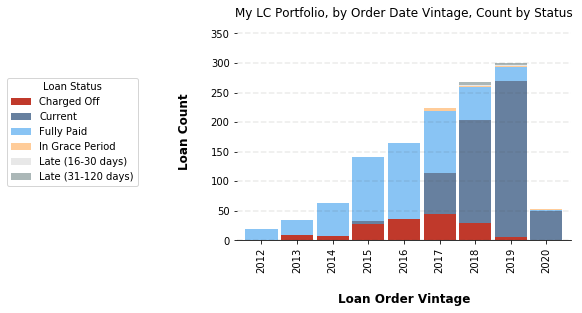 My LC Portfolio, by Order Date Vintage, Count by Status
Loan Status
Charged Off
Current
Fully Paid
In Grace Period
Late (16-30 days)
Late (31-120 days)
Loan Count
350
300
250
200
150
100
50
0
2012
2013
2014
2015
2016
2017
2018
2019
2020
Loan Order Vintage